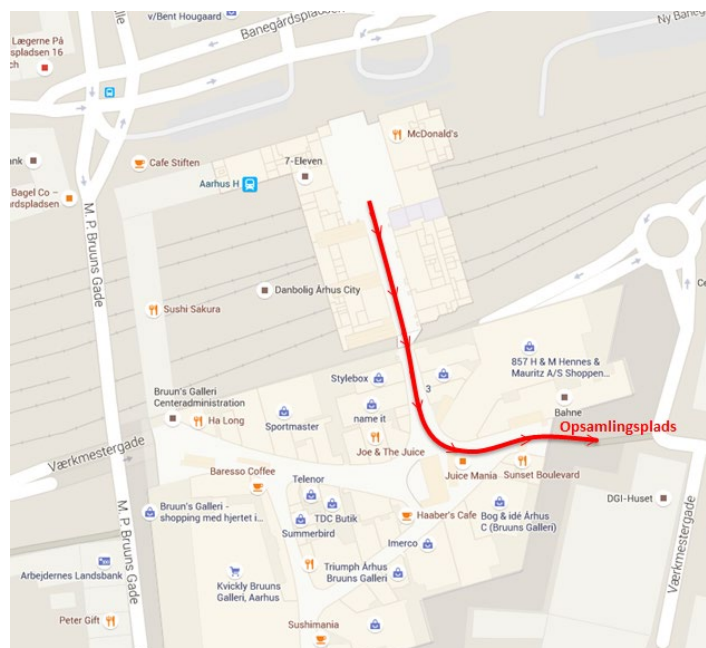 v/Bent Hougaard
Banegårdspladsen
Ny Baneg
Lægerne På
spladsen 16
ch
McDonald's
7-Eleven
Cafe Stiften
nk
Aarhus H
Bagel Co –
rdspladsen
M. P. Bruuns Gade
Danbolig Århus City
Ce
Sushi Sakura
857 H & M Hennes &
Mauritz A/S Shoppen...
Stylebox
3
Bruun's Galleri
Centeradministration
Bahne
name it
Ha Long
Sportmaster
Opsamlingsplads
Joe & The Juice
Værkmestergade
Baresso Coffee
Juice Mania
Sunset Boulevard
Telenor
DGI-Huset
Bruun's Galleri -
shopping med hjertet i...
TDC Butik
Haaber's Cafe
Bog & idé Århus
C (Bruuns Galleri)
Summerbird
Imerco
M. P. Bruuns Gade
Værkmestergade
Triumph Århus
Bruuns Galleri
Arbejdernes Landsbank
Kvickly Bruuns
Galleri, Aarhus
Peter Gift
Sushimania